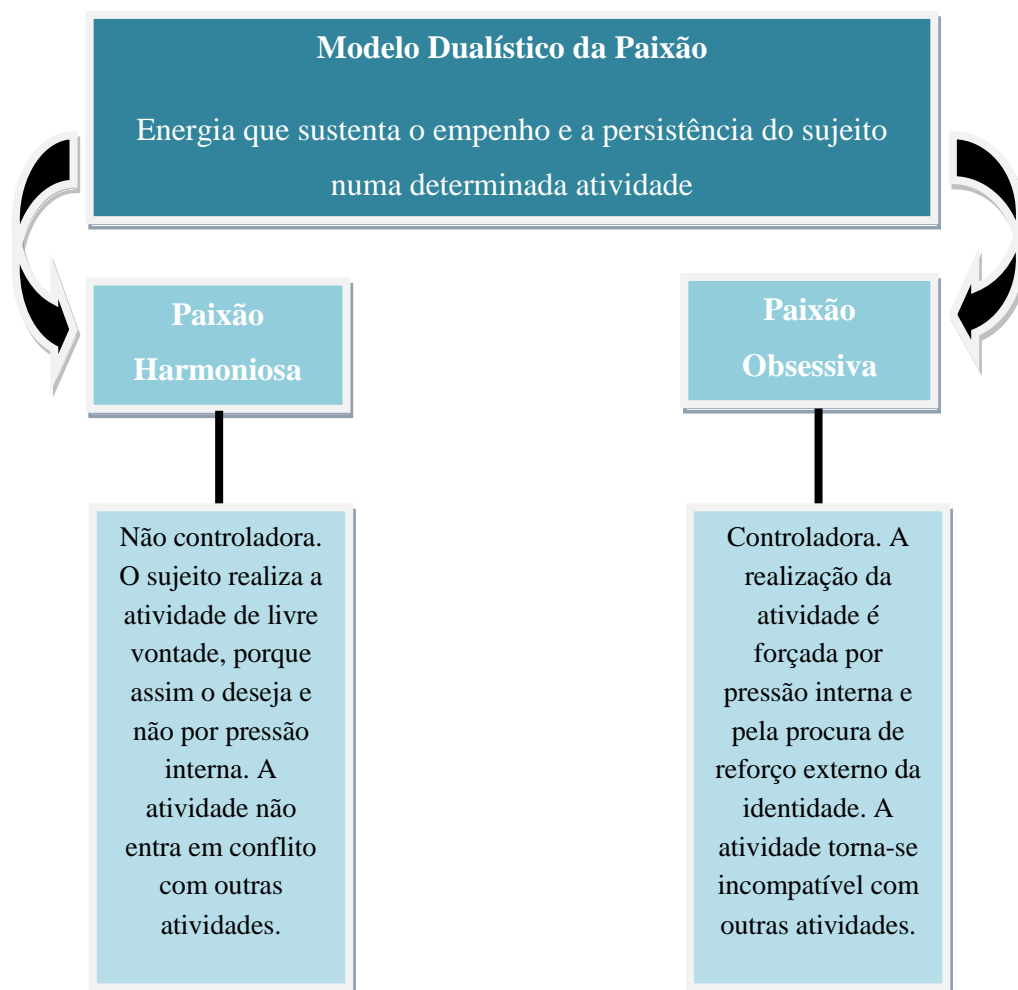 Modelo Dualístico da Paixão
Energia que sustenta o empenho e a persistência do sujeito
numa determinada atividade
Paixão
Harmoniosa
Paixão
Obsessiva
Não controladora.
O sujeito realiza a
atividade de livre
vontade, porque
assim o deseja e
não por pressão
interna. A
atividade não
entra em conflito
com outras
atividades.
Controladora. A
realização da
atividade é
forçada por
pressão interna e
pela procura de
reforço externo da
identidade. A
atividade torna-se
incompatível com
outras atividades.